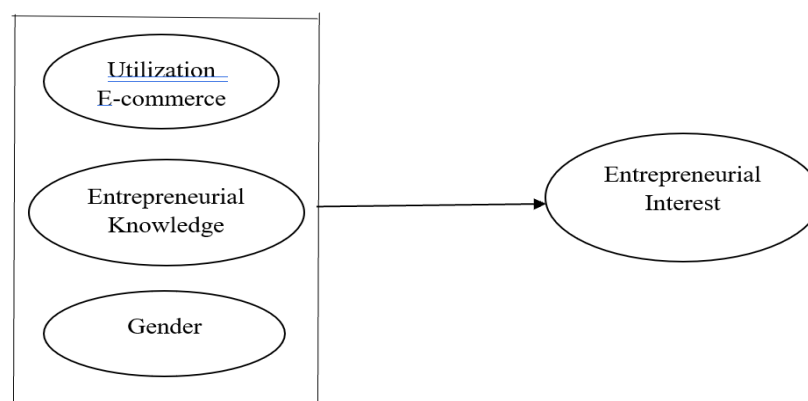 Utilization
E-commerce
Entrepreneurial
Knowledge
Gender
Entrepreneurial
Interest